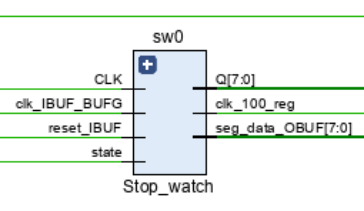 sw0
CLK
Q[7:0]
clk_IBUF_BUFG
clk_100_reg
reset_IBUF
seg_data_OBUF[7:0]
state
Stop_watch